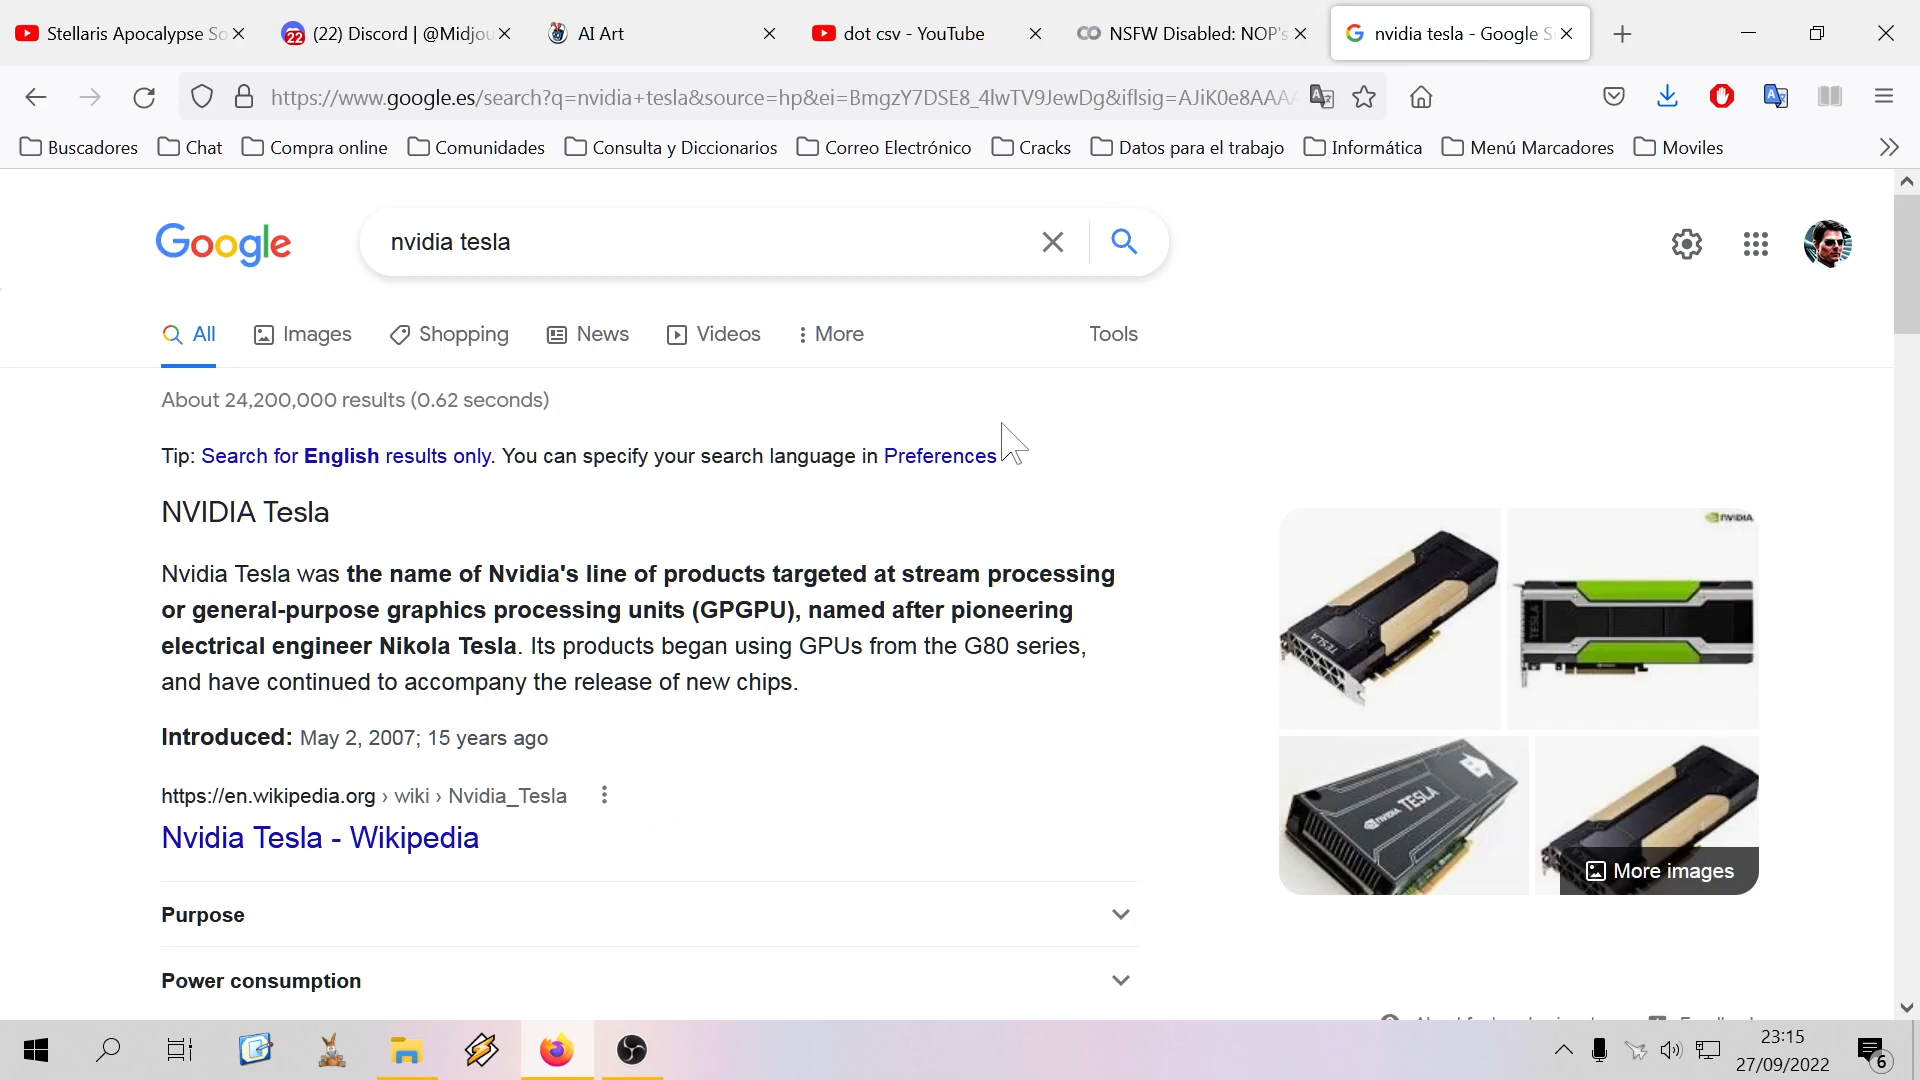 Stellaris Apocalypse So
(22) Discord | @Midjou
AI Art
dot csv - YouTube
NSFW Disabled: NOP's
nvidia tesla - Google S
https://www.google.es/search?q=nvidia+tesla&source=hp&ei=BmgzY7DSE8_4lwTV9JewDg&iflsig=AJiK0e8AAAA
Buscadores
Chat
Compra online
Comunidades
Consulta y Diccionarios
Correo Electrónico
Cracks
Datos para el trabajo
Informática
Menú Marcadores
Moviles
Google
nvidia tesla
All
Images
Shopping
News
Videos
More
Tools
About 24,200,000 results (0.62 seconds)
Tip: Search for English results only. You can specify your search language in Preferences
NVIDIA Tesla
Nvidia Tesla was the name of Nvidia's line of products targeted at stream processing
or general-purpose graphics processing units (GPGPU), named after pioneering
electrical engineer Nikola Tesla. Its products began using GPUs from the G80 series,
and have continued to accompany the release of new chips.
Introduced: May 2, 2007; 15 years ago
https://en.wikipedia.org › wiki › Nvidia_Tesla
Nvidia Tesla - Wikipedia
Purpose
Power consumption
TESLA
NVIDIA
TESLA
NVIDIA TESLA
More images
23:15
27/09/2022
6